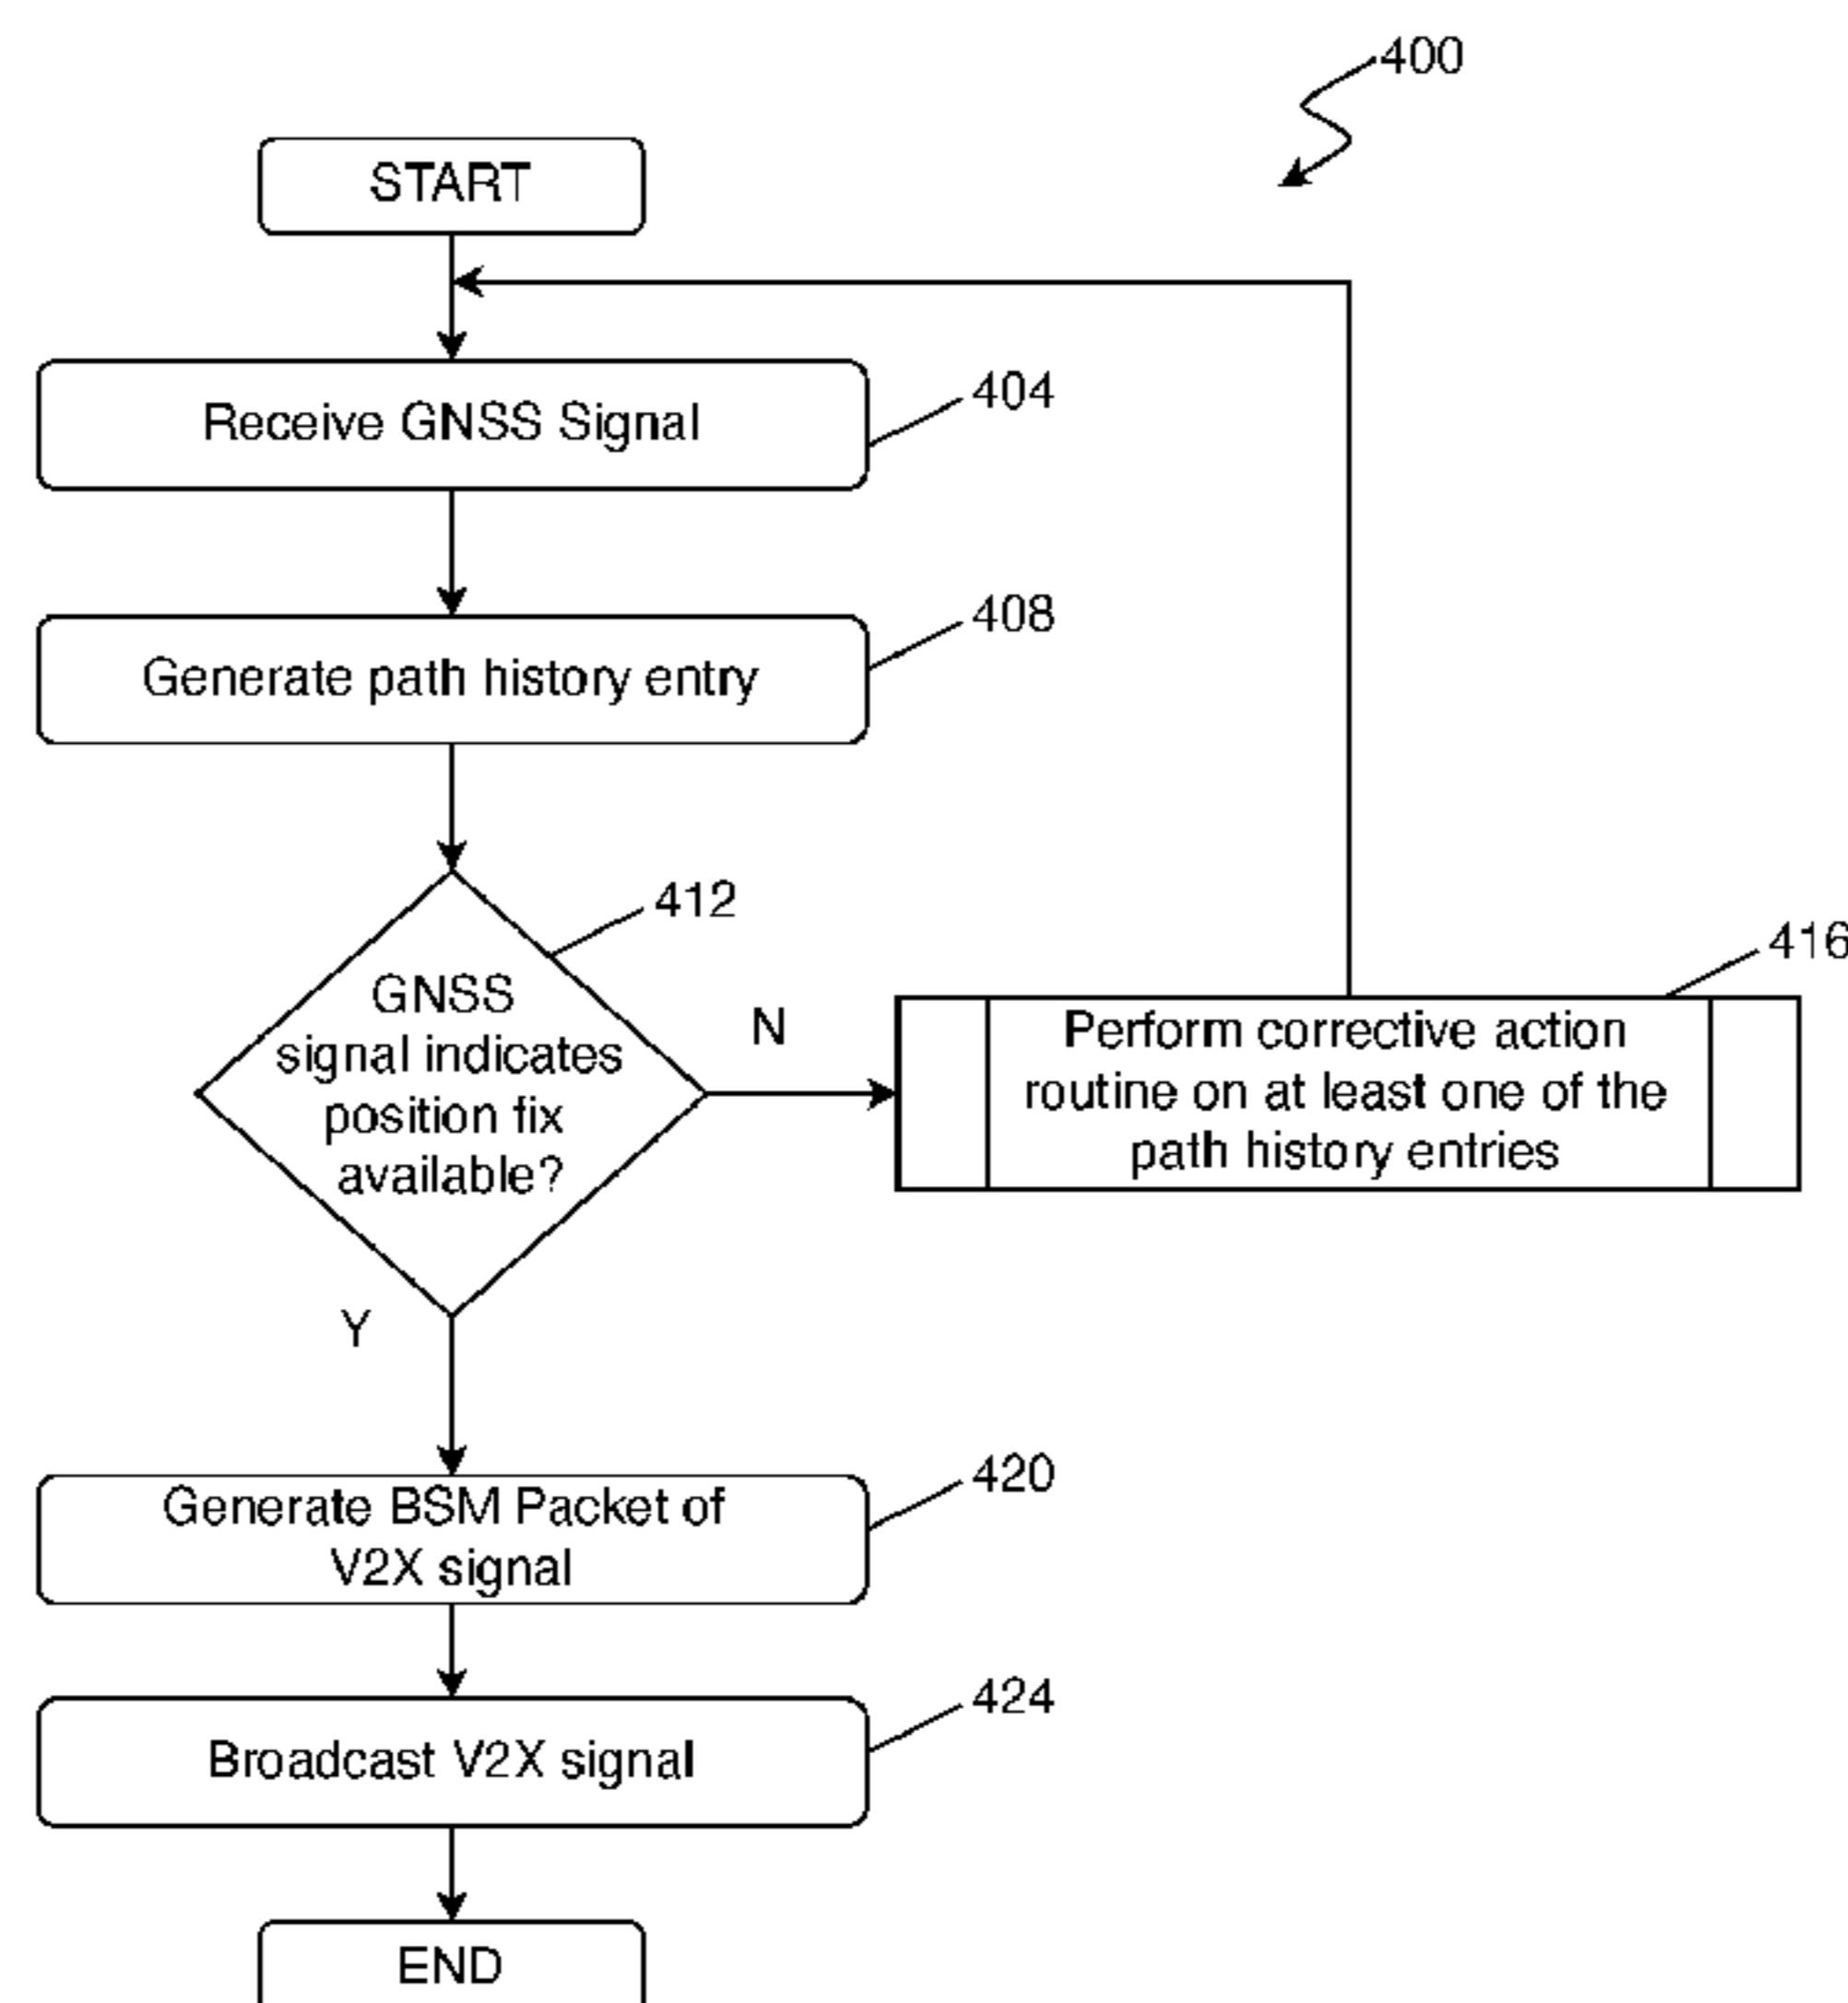 400
START
Receive GNSS Signal
404
Generate path history entry
408
412
GNSS
signal indicates
position fix
available?
N
416
Perform corrective action
routine on at least one of the
path history entries
Y
Generate BSM Packet of
V2X signal
420
Broadcast V2X signal
424
END